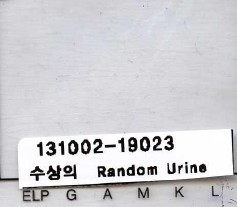 131002-19023
수상의 Random Urine
ELP G A M K L